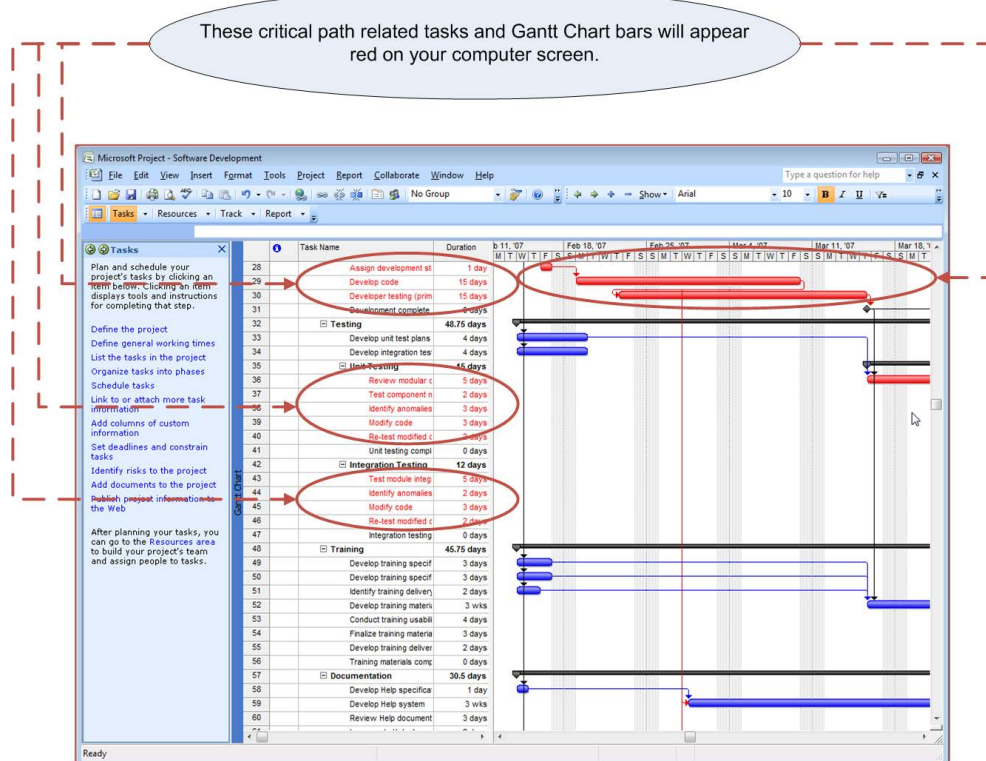 These critical path related tasks and Gantt Chart bars will appear
red on your computer screen.
Microsoft Project - Software Development
File Edit View Insert Format Tools Project Report Collaborate Window Help
Type a question for help
No Group
Show
Arial
10
B I U
Tasks Resources Track Report
Tasks
Plan and schedule your
project's tasks by clicking an
item below. Clicking an item
displays tools and instructions
for completing that step.
Define the project
Define general working times
List the tasks in the project
Organize tasks into phases
Schedule tasks
Link to or attach more task
information
Add columns of custom
information
Set deadlines and constrain
tasks
Identify risks to the project
Add documents to the project
Publish project information to
the Web
After planning your tasks, you
can go to the Resources area
to build your project's team
and assign people to tasks.
Gantt Chart
Task Name Duration b 11, '07 Feb 18, '07 Feb 25, '07 Mar 4, '07 Mar 11, '07 Mar 18,
M T W T F S S M T W T F S S M T W T F S S M T W T F S S M T W T F S S M T
28 Assign development st 1 day
29 Develop code 15 days
30 Developer testing (prim 15 days
31 Development complete 0 days
32 Testing 48.75 days
33 Develop unit test plans 4 days
34 Develop integration tes 4 days
35 Unit Testing 15 days
36 Review modular c 5 days
37 Test component n 2 days
38 Identify anomalies 3 days
39 Modify code 3 days
40 Re-test modified c 2 days
41 Unit testing compl 0 days
42 Integration Testing 12 days
43 Test module integ 5 days
44 Identify anomalies 2 days
45 Modify code 3 days
46 Re-test modified c 2 days
47 Integration testing 0 days
48 Training 45.75 days
49 Develop training specif 3 days
50 Develop training specif 3 days
51 Identify training delivery 2 days
52 Develop training materi 3 wks
53 Conduct training usabili 4 days
54 Finalize training materia 3 days
55 Develop training deliver 2 days
56 Training materials comp 0 days
57 Documentation 30.5 days
58 Develop Help specifica 1 day
59 Develop Help system 3 wks
60 Review Help document 3 days
Ready